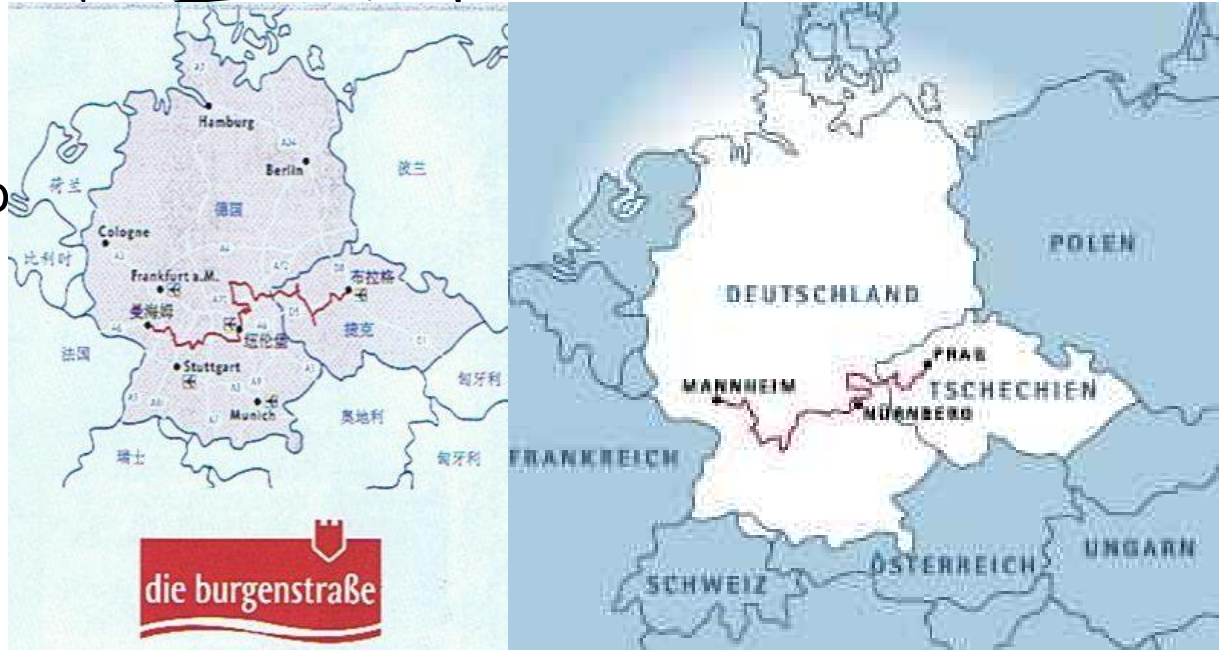 Hamburg
Berlin
波兰
荷兰
德国
Cologne
比利时
Frankfurt a.M.
布拉格
曼海姆
纽伦堡
捷克
法国
Stuttgart
匈牙利
Munich
奥地利
瑞士
匈牙利
die burgenstraße
POLEN
DEUTSCHLAND
PRAG
MANNHEIM
TSCHECHIEN
NÜRNBERG
FRANKREICH
UNGARN
ÖSTERREICH
SCHWEIZ